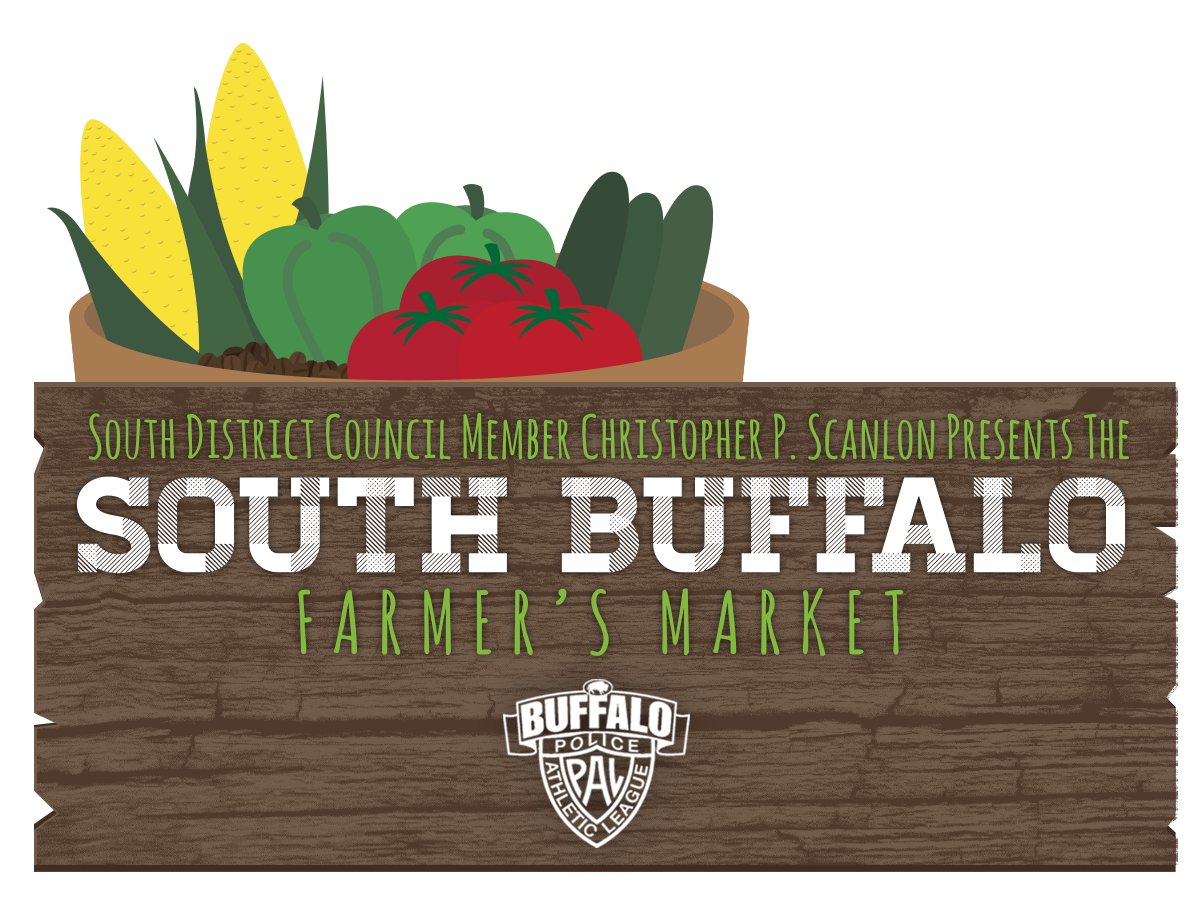 South District Council Member Christopher P. Scanlon Presents The
SOUTH BUFFALO
FARMER'S MARKET
BUFFALO
POLICE
PAL
ATHLETIC LEAGUE